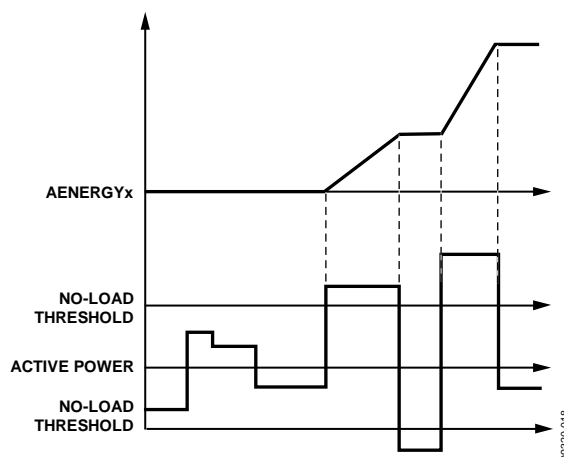 AENERGYx
NO-LOAD
THRESHOLD
ACTIVE POWER
NO-LOAD
THRESHOLD